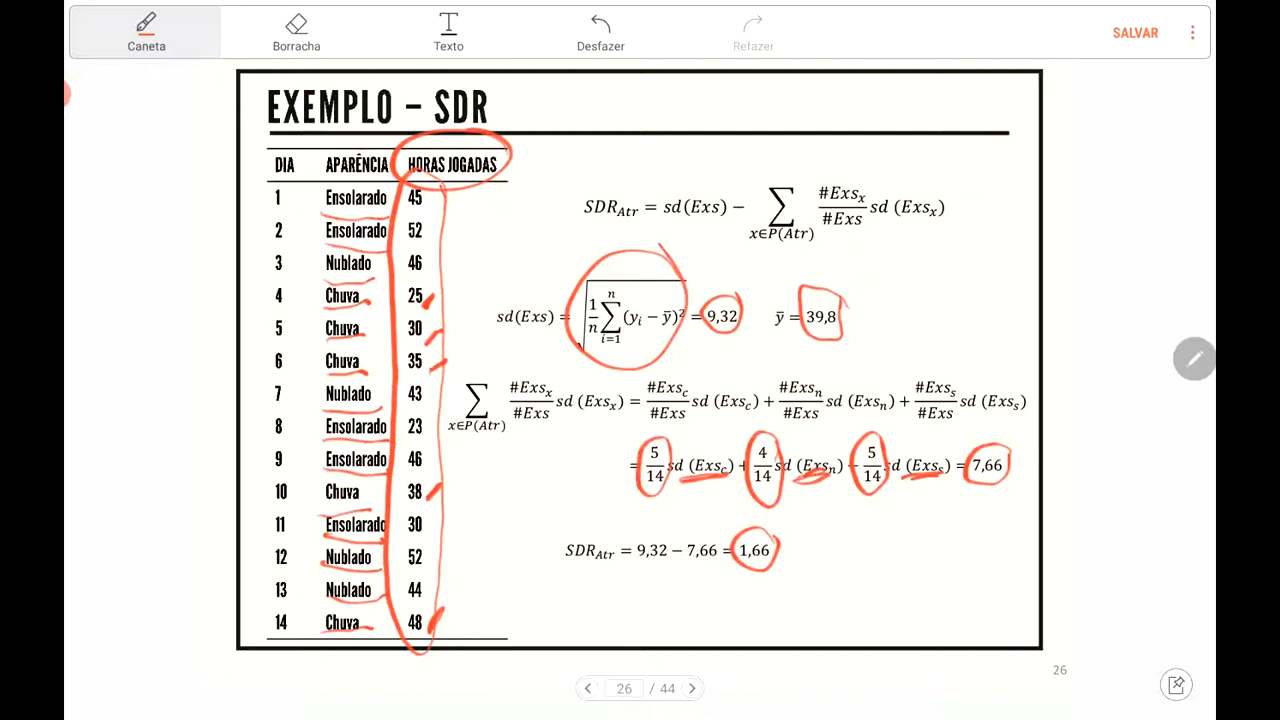 Caneta
Borracha
Texto
Desfazer
Refazer
SALVAR
EXEMPLO – SDR
DIA APARÊNCIA HORAS JOGADAS
1 Ensolarado 45
2 Ensolarado 52
3 Nublado 46
4 Chuva 25
5 Chuva 30
6 Chuva 35
7 Nublado 43
8 Ensolarado 23
9 Ensolarado 46
10 Chuva 38
11 Ensolarado 30
12 Nublado 52
13 Nublado 44
14 Chuva 48
SDR_Atr = sd(Exs) − ∑_{x∈P(Atr)} #Exs_x/#Exs sd (Exs_x)
sd(Exs) = √(1/n ∑_{i=1}^{n} (y_i − ȳ)²) = 9,32 ȳ = 39,8
∑_{x∈P(Atr)} #Exs_x/#Exs sd (Exs_x) = #Exs_c/#Exs sd (Exs_c) + #Exs_n/#Exs sd (Exs_n) + #Exs_s/#Exs sd (Exs_s)
= 5/14 sd (Exs_c) + 4/14 sd (Exs_n) + 5/14 sd (Exs_s) = 7,66
SDR_Atr = 9,32 − 7,66 = 1,66
26
26 / 44